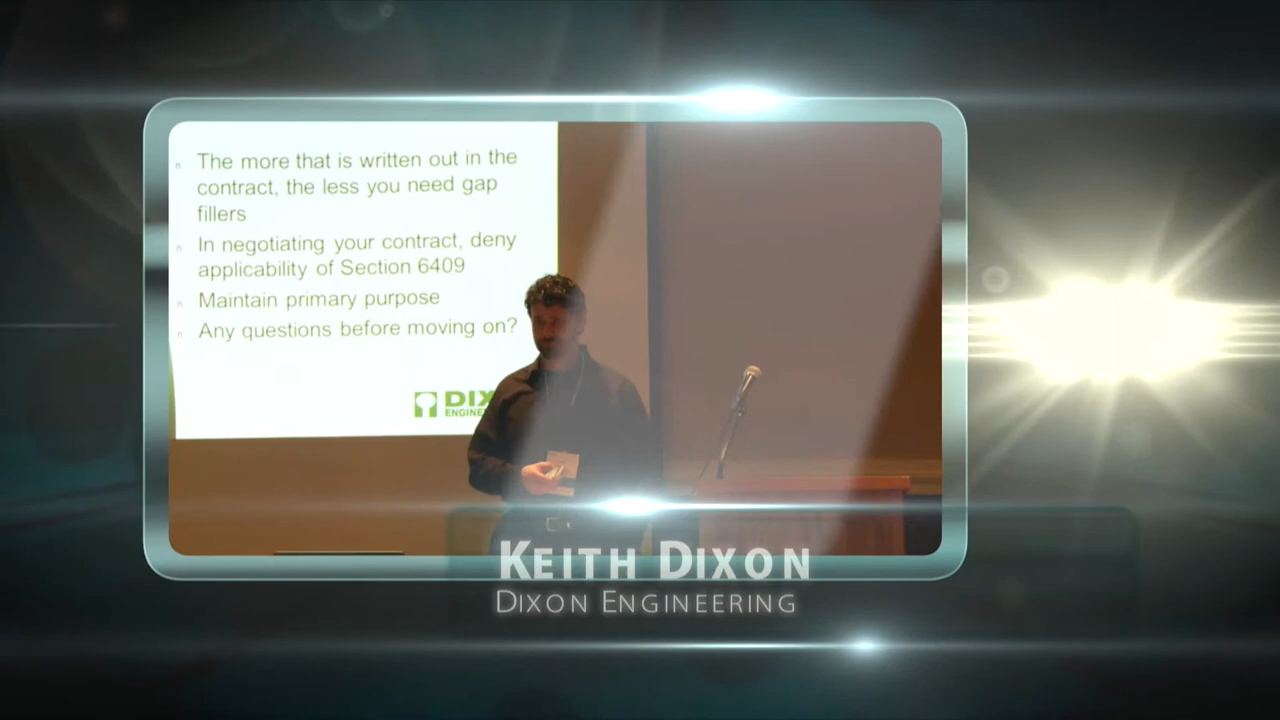 The more that is written out in the
contract, the less you need gap
fillers
In negotiating your contract, deny
applicability of Section 6409
Maintain primary purpose
Any questions before moving on?
KEITH DIXON
DIXON ENGINEERING